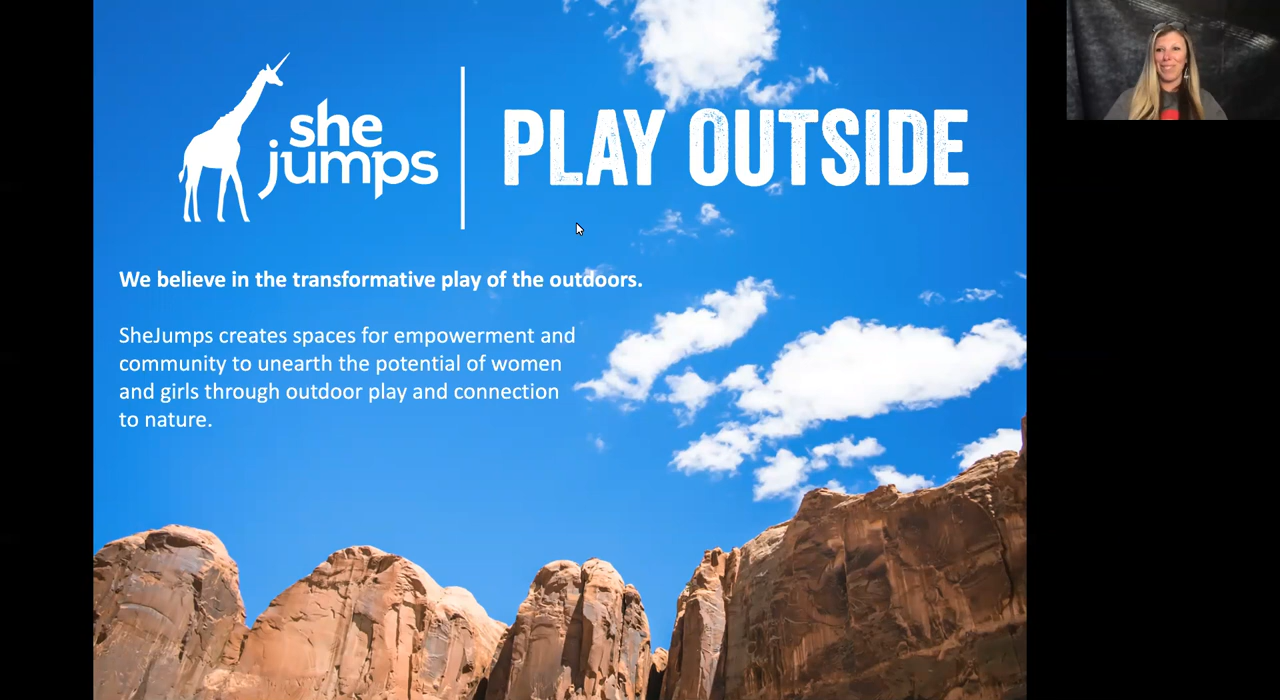 she
jumps
PLAY OUTSIDE
We believe in the transformative play of the outdoors.
SheJumps creates spaces for empowerment and
community to unearth the potential of women
and girls through outdoor play and connection
to nature.